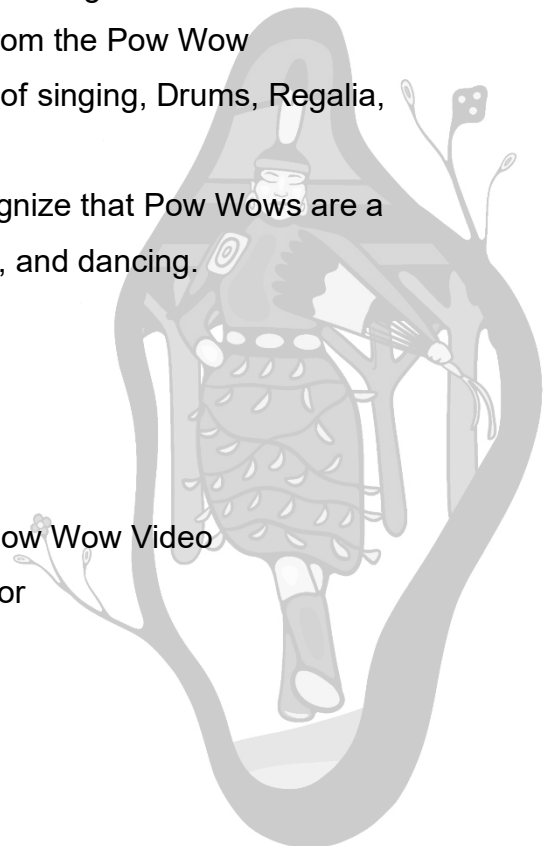 om the Pow Wow
of singing, Drums, Regalia,
gnize that Pow Wows are a
, and dancing.
ow Wow Video
or